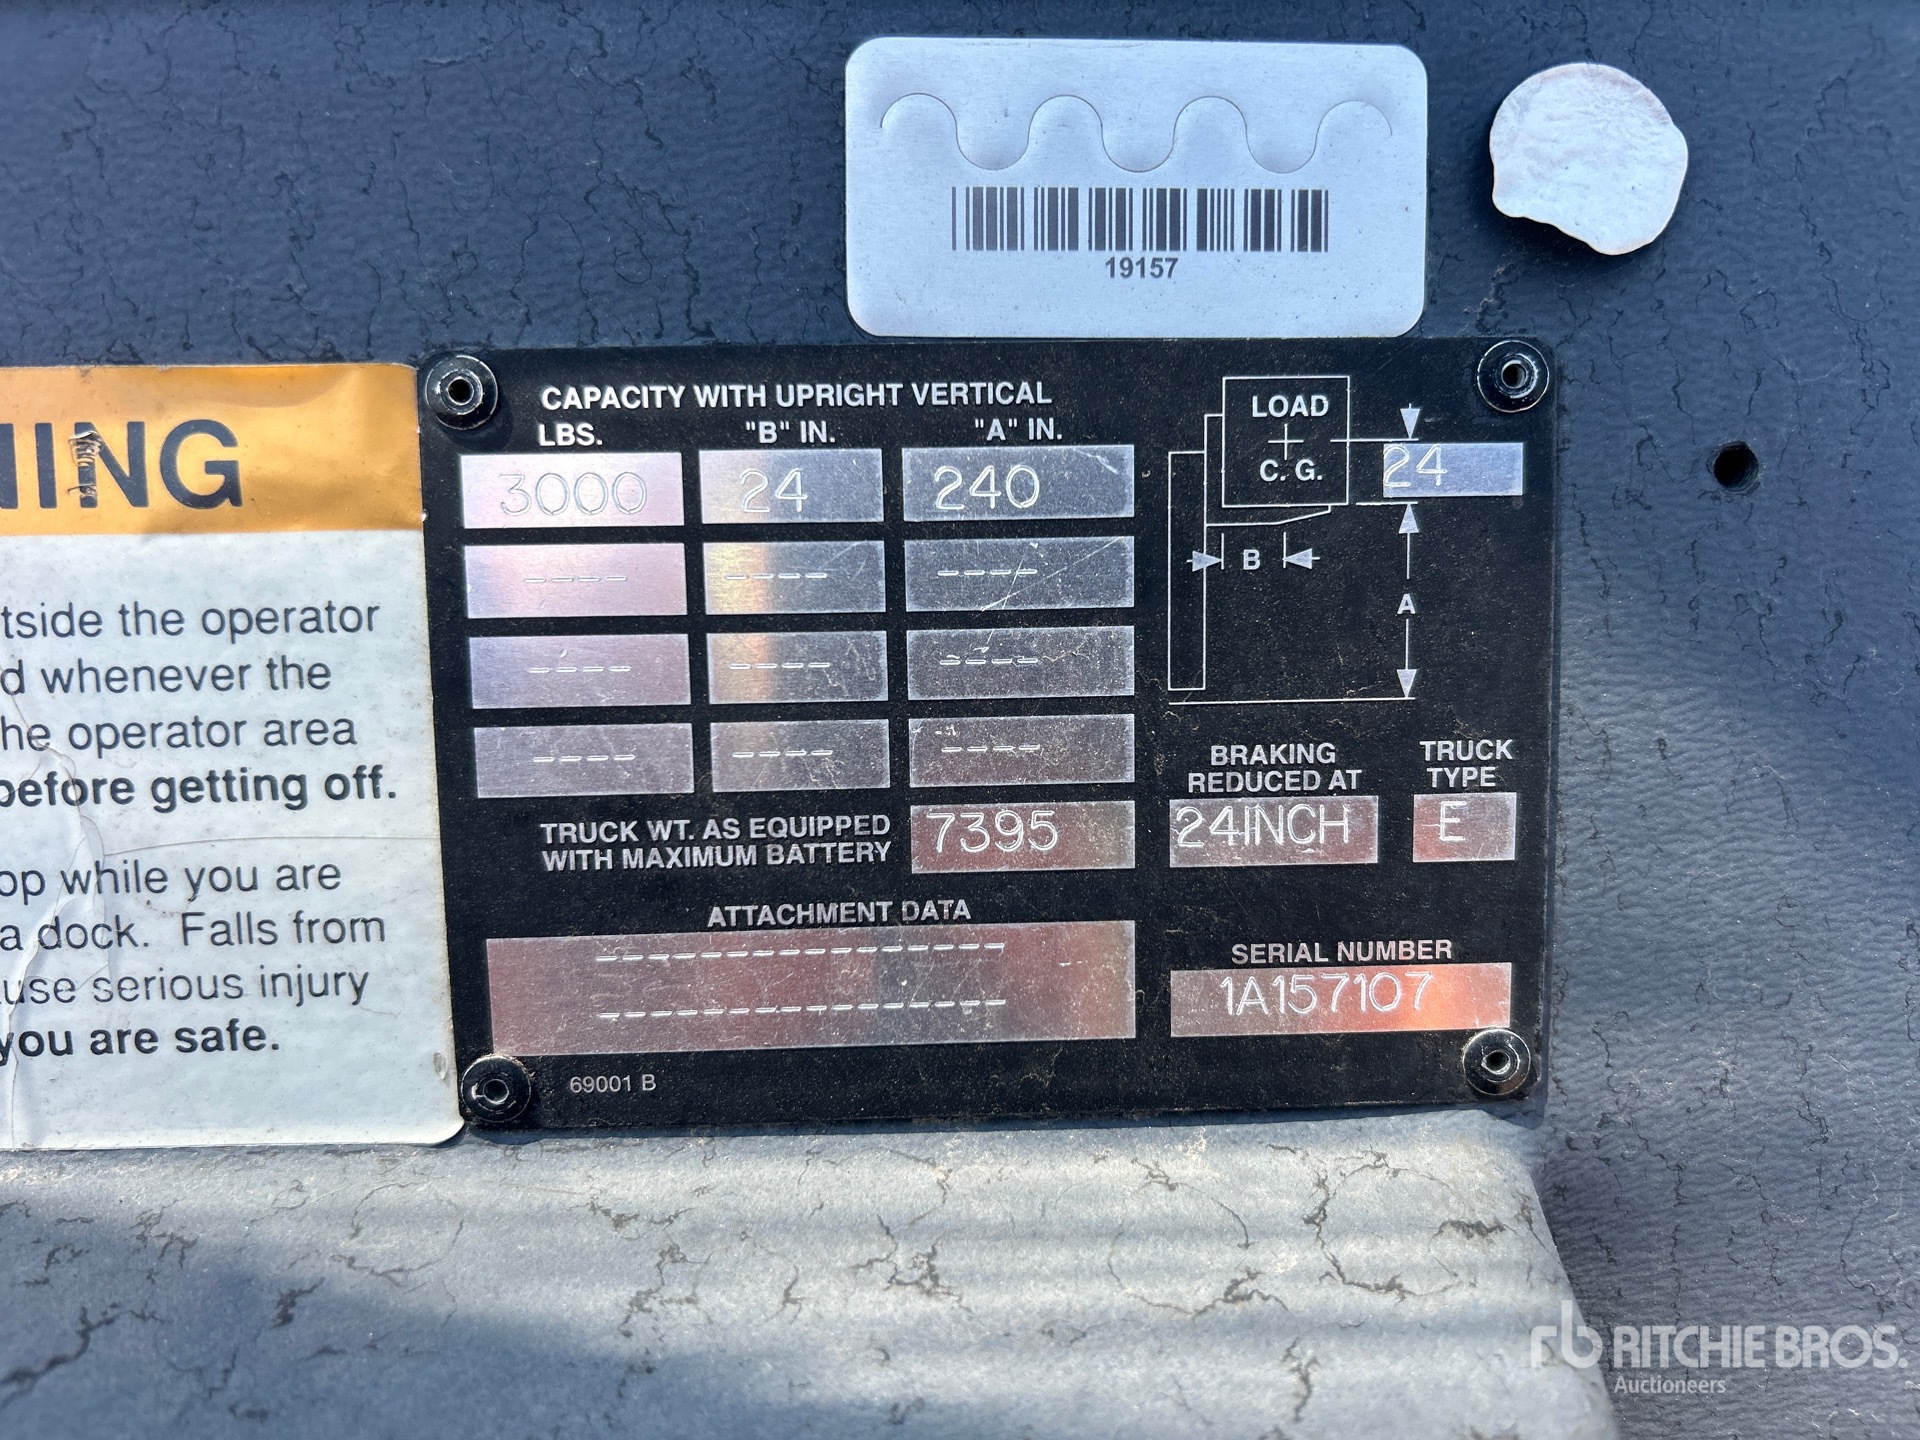 19157
NING
tside the operator
d whenever the
he operator area
before getting off.
op while you are
a dock. Falls from
use serious injury
you are safe.
CAPACITY WITH UPRIGHT VERTICAL
LBS. "B" IN. "A" IN.
3000 24 240
---- ---- ----
---- ---- ----
---- ---- ----
TRUCK WT. AS EQUIPPED
WITH MAXIMUM BATTERY
7395
ATTACHMENT DATA
---------------
---------------
69001 B
LOAD
C. G.
24
B
A
BRAKING
REDUCED AT
24INCH
TRUCK
TYPE
E
SERIAL NUMBER
1A157107
rb RITCHIE BROS.
Auctioneers